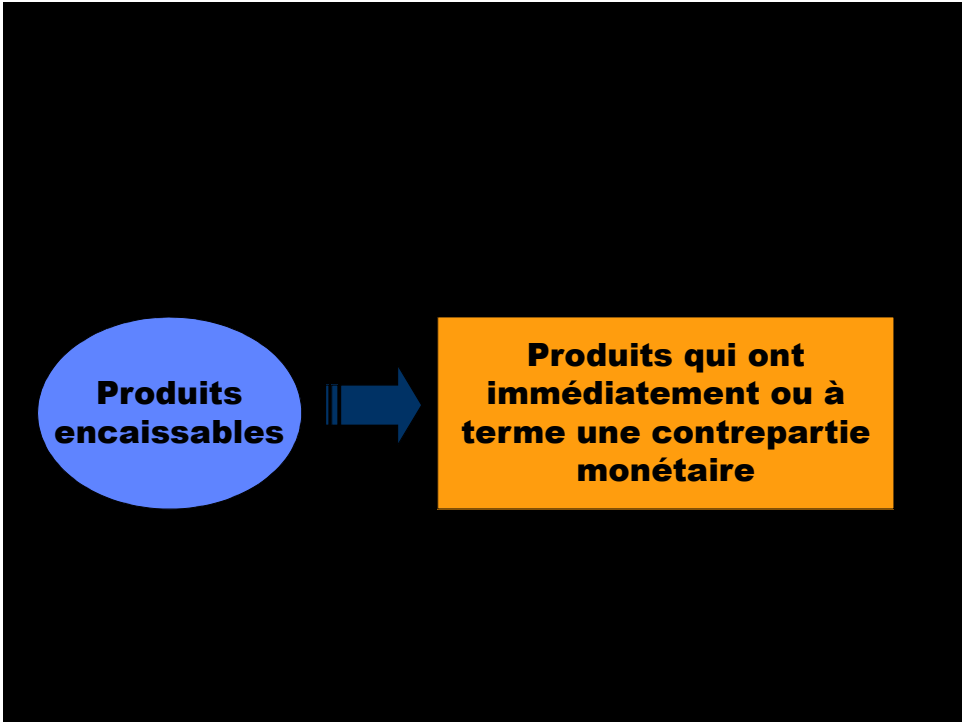 Produits
encaissables
Produits qui ont
immédiatement ou à
terme une contrepartie
monétaire